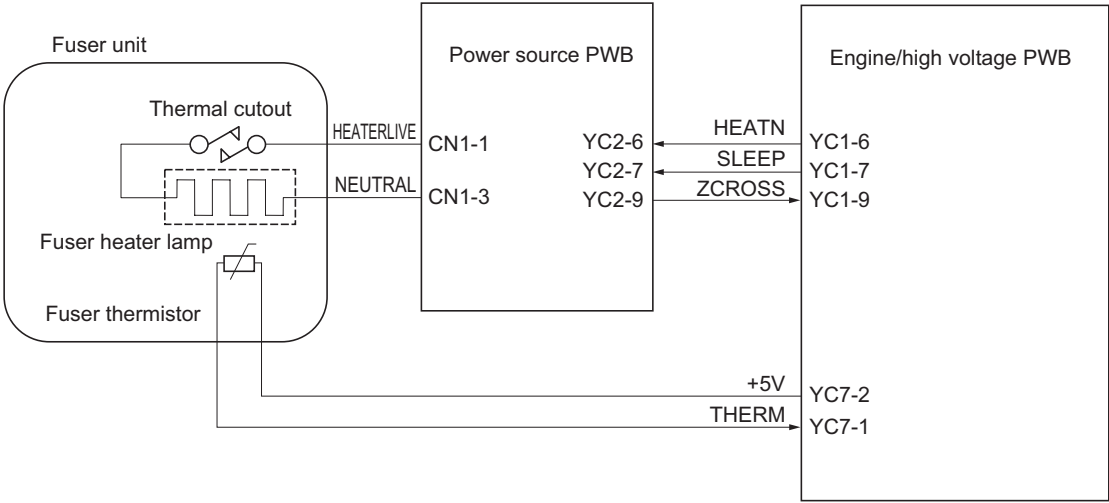 Fuser unit
Power source PWB
Engine/high voltage PWB
Thermal cutout
HEATERLIVE
CN1-1
YC2-6
HEATN
YC1-6
YC2-7
SLEEP
YC1-7
NEUTRAL
CN1-3
YC2-9
ZCROSS
YC1-9
Fuser heater lamp
Fuser thermistor
+5V
YC7-2
THERM
YC7-1